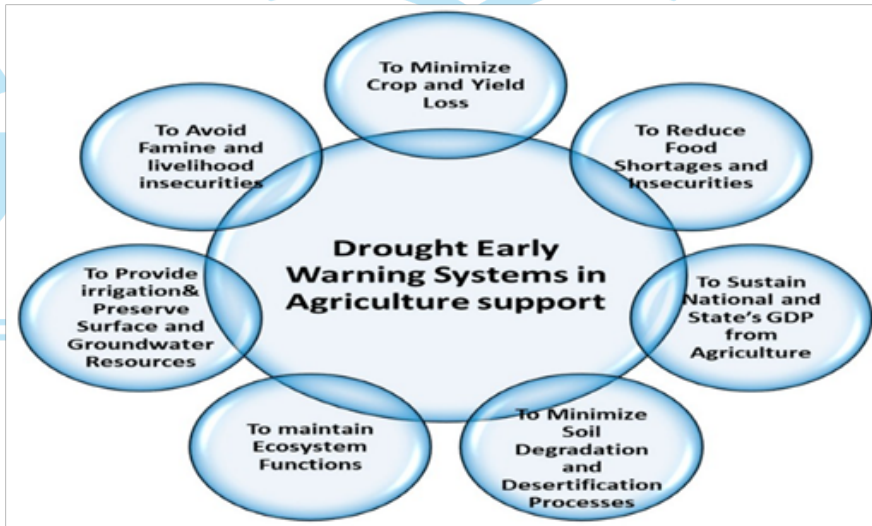 To Minimize
Crop and Yield
Loss
To Reduce
Food
Shortages and
Insecurities
To Sustain
National and
State's GDP
from
Agriculture
To Minimize
Soil
Degradation
and
Desertification
Processes
To maintain
Ecosystem
Functions
To Provide
irrigation&
Preserve
Surface and
Groundwater
Resources
To Avoid
Famine and
livelihood
insecurities
Drought Early
Warning Systems in
Agriculture support